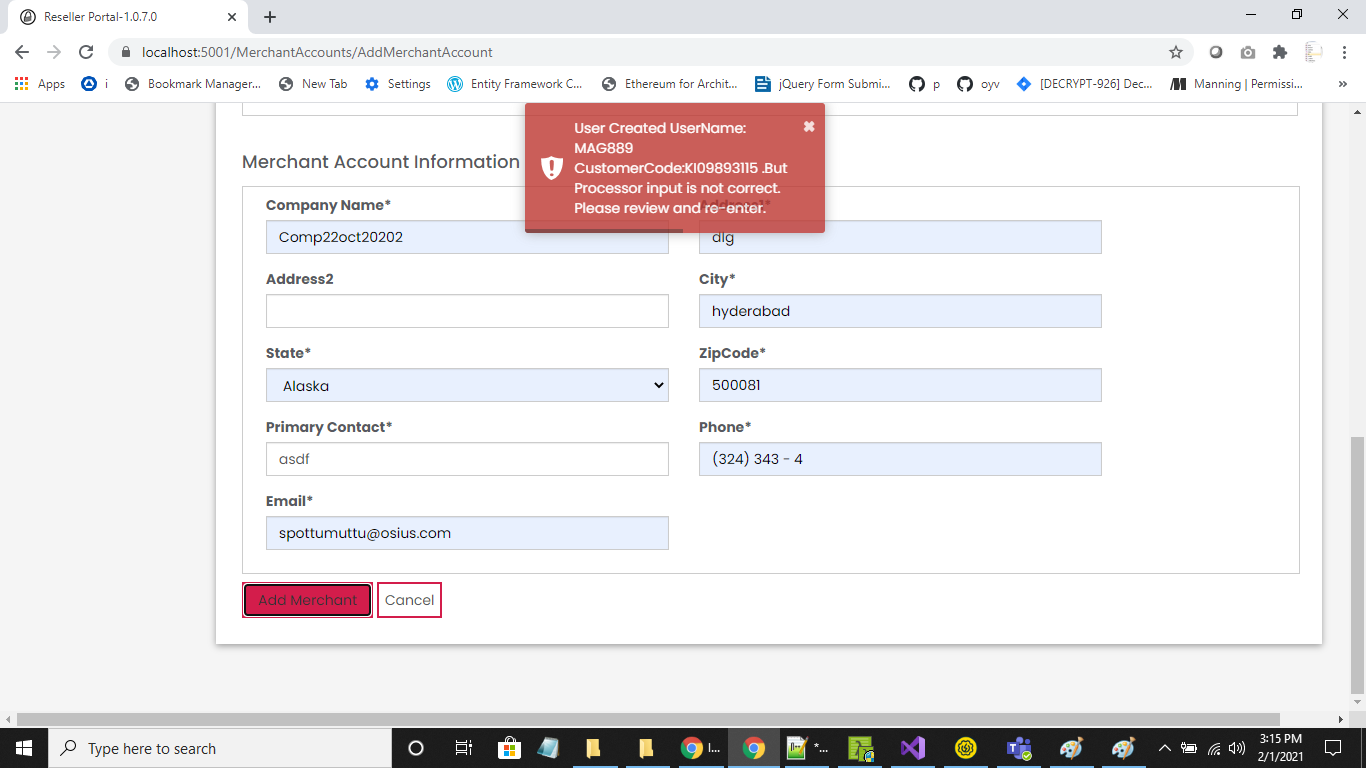 Reseller Portal-1.0.7.0
localhost:5001/MerchantAccounts/AddMerchantAccount
Apps i Bookmark Manager... New Tab Settings Entity Framework C... Ethereum for Archit... jQuery Form Submi... p oyv [DECRYPT-926] Dec... Manning | Permissi... »
User Created UserName:
MAG889
CustomerCode:KI09893115 .But
Processor input is not correct.
Please review and re-enter.
Merchant Account Information
Company Name* Address1*
Comp22oct20202 dlg
Address2 City*
hyderabad
State* ZipCode*
Alaska 500081
Primary Contact* Phone*
asdf (324) 343 - 4
Email*
spottumuttu@osius.com
Add Merchant Cancel
Type here to search
I...
*...
3:15 PM
2/1/2021